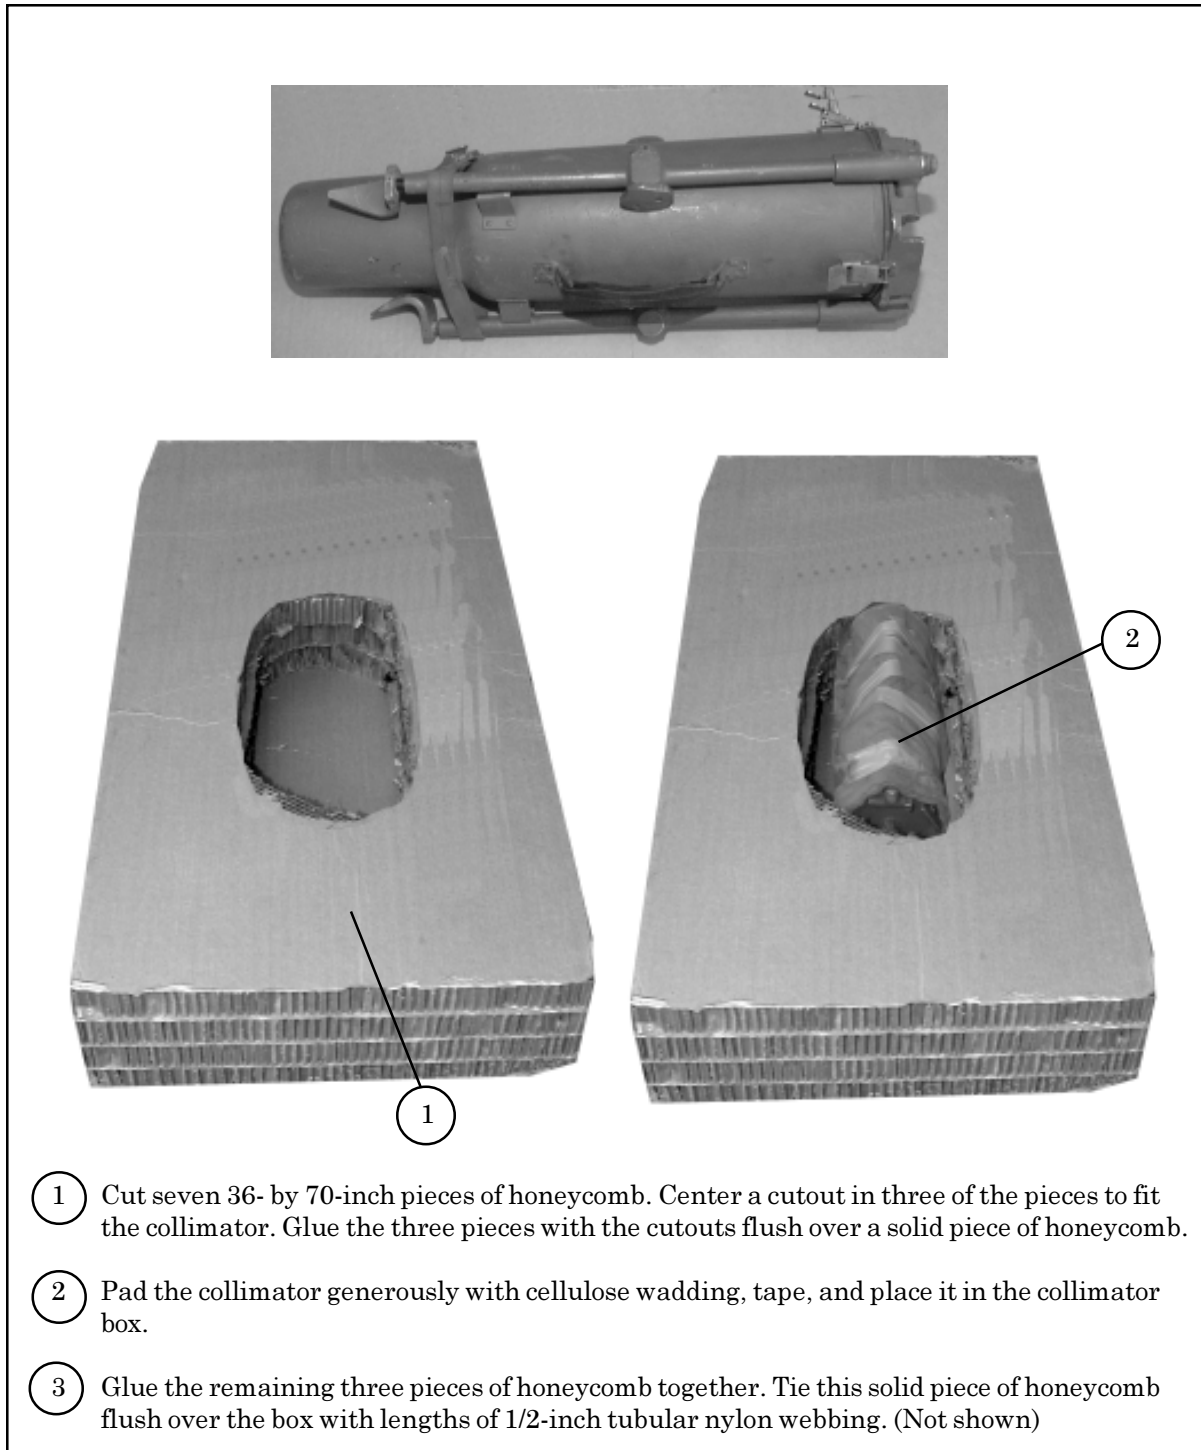 2
1
1 Cut seven 36- by 70-inch pieces of honeycomb. Center a cutout in three of the pieces to fit
the collimator. Glue the three pieces with the cutouts flush over a solid piece of honeycomb.
2 Pad the collimator generously with cellulose wadding, tape, and place it in the collimator
box.
3 Glue the remaining three pieces of honeycomb together. Tie this solid piece of honeycomb
flush over the box with lengths of 1/2-inch tubular nylon webbing. (Not shown)